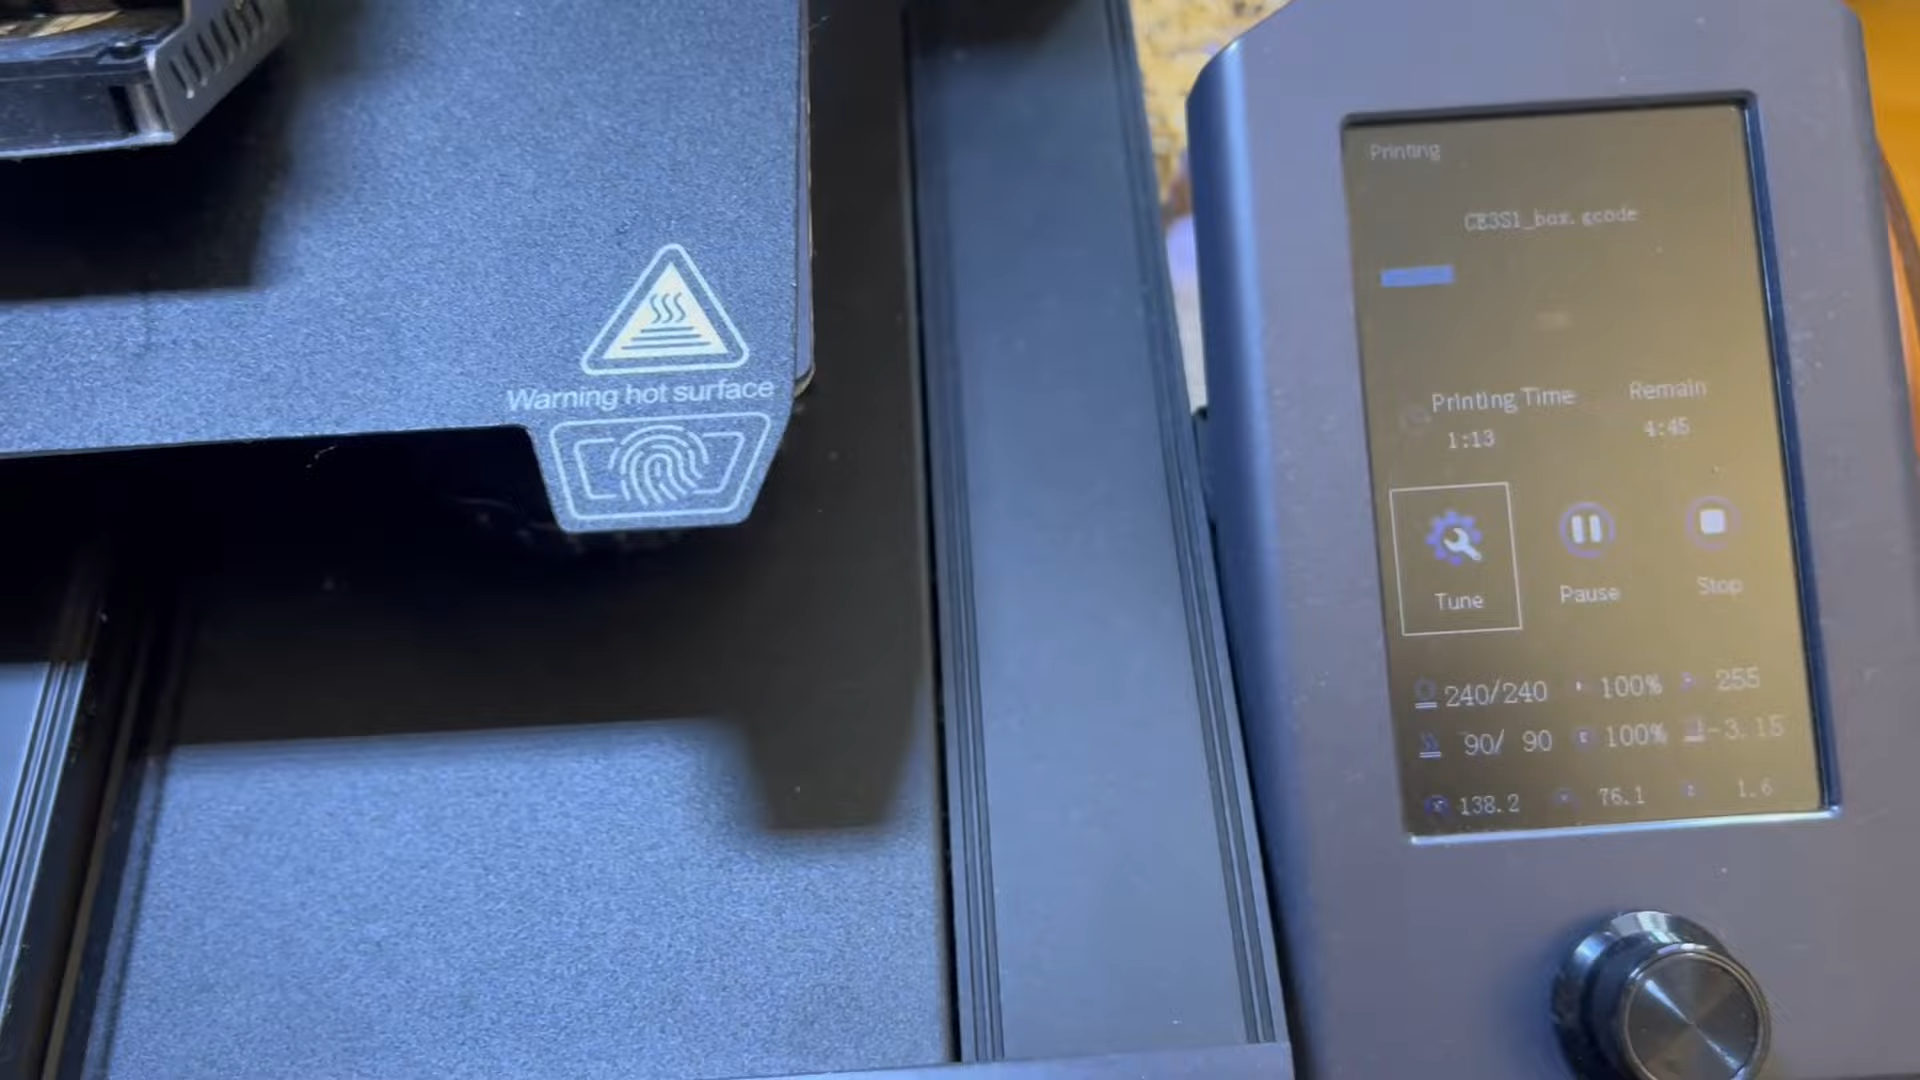 Warning hot surface
Printing
CE3S1_box.gcode
Printing Time Remain
1:13 4:45
Tune Pause Stop
240/240 100% 255
90/ 90 100% -3.15
138.2 76.1 1.6